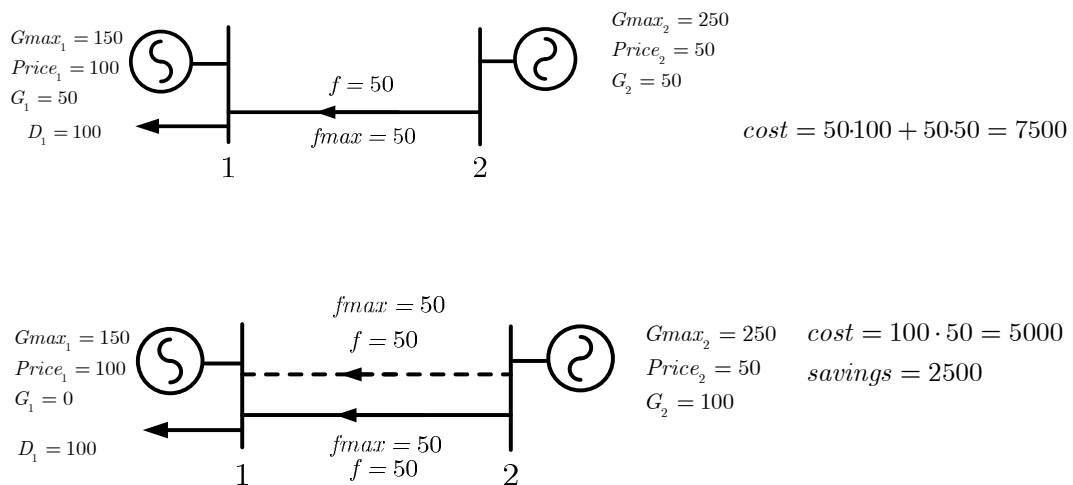 Gmax₁ = 150
Price₁ = 100
G₁ = 50
D₁ = 100
f = 50
fmax = 50
1
2
Gmax₂ = 250
Price₂ = 50
G₂ = 50
cost = 50·100 + 50·50 = 7500
fmax = 50
f = 50
Gmax₁ = 150
Price₁ = 100
G₁ = 0
D₁ = 100
fmax = 50
f = 50
1
2
Gmax₂ = 250
Price₂ = 50
G₂ = 100
cost = 100 · 50 = 5000
savings = 2500